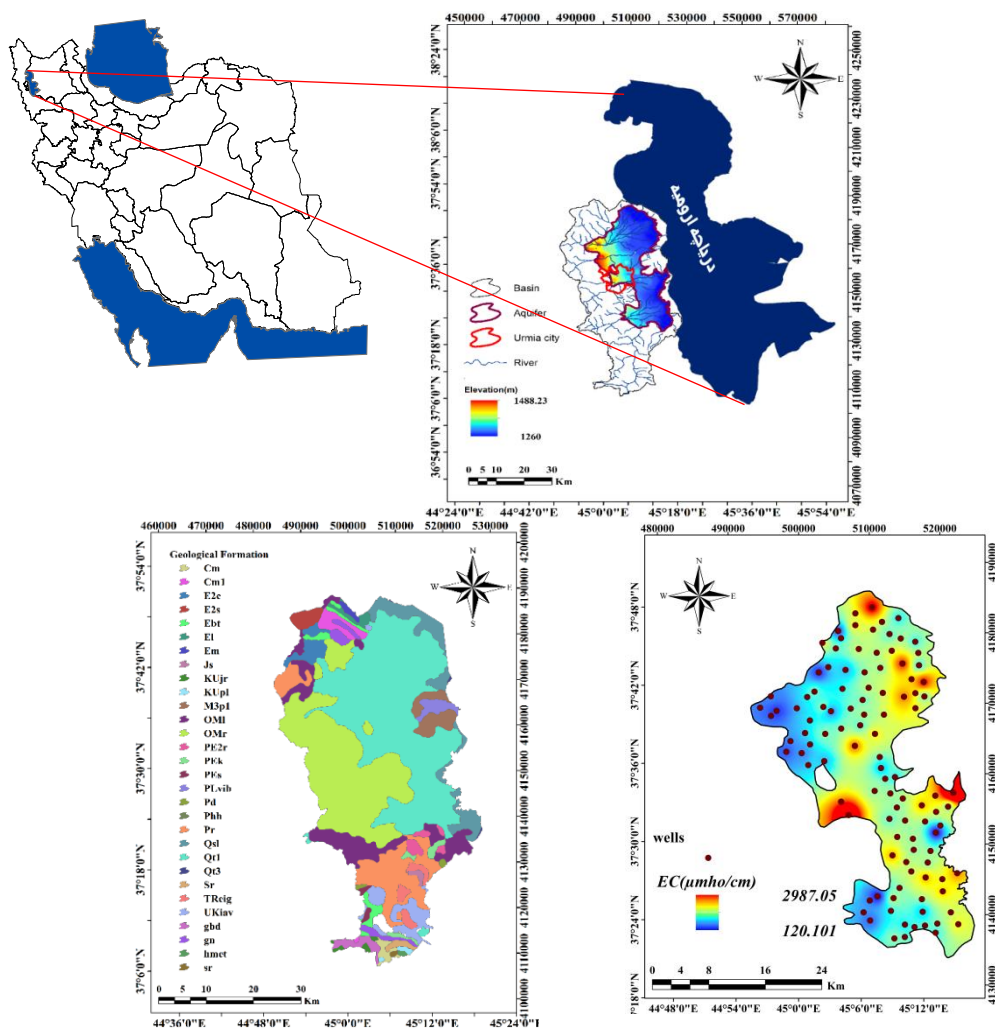 450000 470000 490000 510000 530000 550000 570000
38°24'0"N
38°6'0"N
37°54'0"N
37°36'0"N
37°18'0"N
37°6'0"N
36°54'0"N
4250000
4230000
4210000
4190000
4170000
4150000
4130000
4110000
4090000
4070000
N
W E
S
دریاچه ارومیه
Basin
Aquifer
Urmia city
River
Elevation(m)
1488.23
1260
0 5 10 20 30
Km
44°24'0"E 44°42'0"E 45°0'0"E 45°18'0"E 45°36'0"E 45°54'0"E
460000 470000 480000 490000 500000 510000 520000 530000
37°54'0"N
37°42'0"N
37°30'0"N
37°18'0"N
37°6'0"N
4200000
4190000
4180000
4170000
4160000
4150000
4140000
4130000
4120000
4110000
4100000
Geological Formation
Cm
Cm1
E2c
E2s
Ebt
El
Em
Js
KUjr
KUpl
M3p1
OMl
OMr
PE2r
PEk
PEs
PLvib
Pd
Phh
Pr
Qsl
Qt1
Qt3
Sr
TRcig
UKiav
gbd
gn
hmct
sr
N
W E
S
0 5 10 20 30
Km
44°36'0"E 44°48'0"E 45°0'0"E 45°12'0"E 45°24'0"E
480000 490000 500000 510000 520000
37°48'0"N
37°42'0"N
37°36'0"N
37°30'0"N
37°24'0"N
37°18'0"N
4190000
4180000
4170000
4160000
4150000
4140000
4130000
N
W E
S
wells
EC(µmho/cm)
2987.05
120.101
0 4 8 16 24
Km
44°48'0"E 44°54'0"E 45°0'0"E 45°6'0"E 45°12'0"E